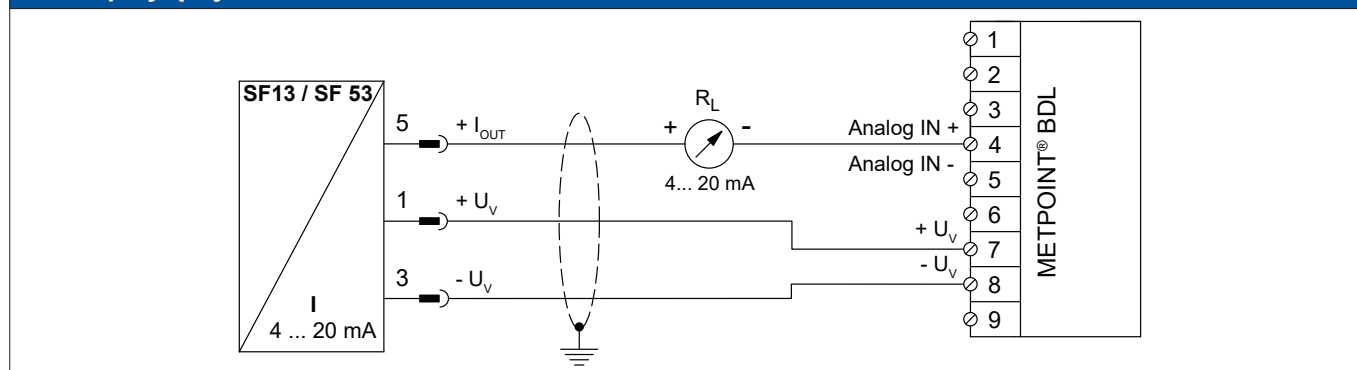 SF13 / SF 53
5
+ I_OUT
1
+ U_V
3
- U_V
I
4 ... 20 mA
R_L
+ -
4... 20 mA
Analog IN +
Analog IN -
+ U_V
- U_V
1
2
3
4
5
6
7
8
9
METPOINT® BDL